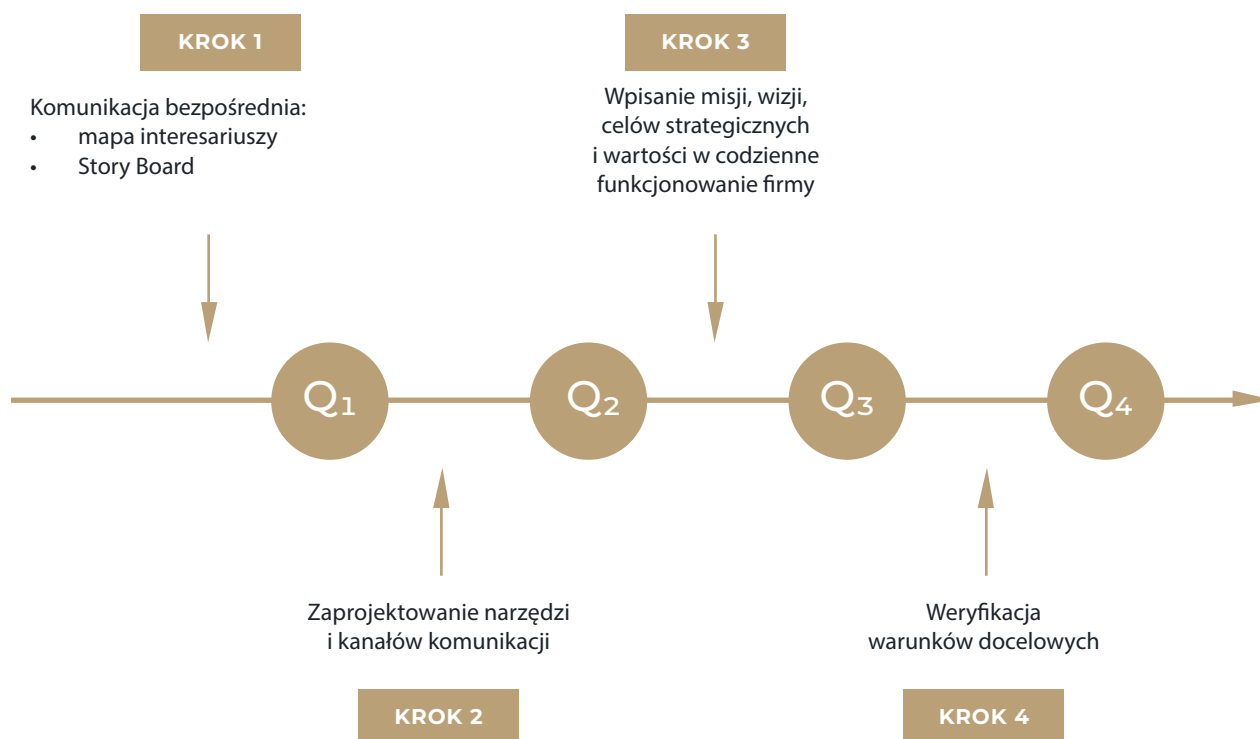 KROK 1
Komunikacja bezpośrednia:
• mapa interesariuszy
• Story Board
KROK 3
Wpisanie misji, wizji,
celów strategicznych
i wartości w codzienne
funkcjonowanie firmy
Q1
Q2
Q3
Q4
Zaprojektowanie narzędzi
i kanałów komunikacji
KROK 2
Weryfikacja
warunków docelowych
KROK 4